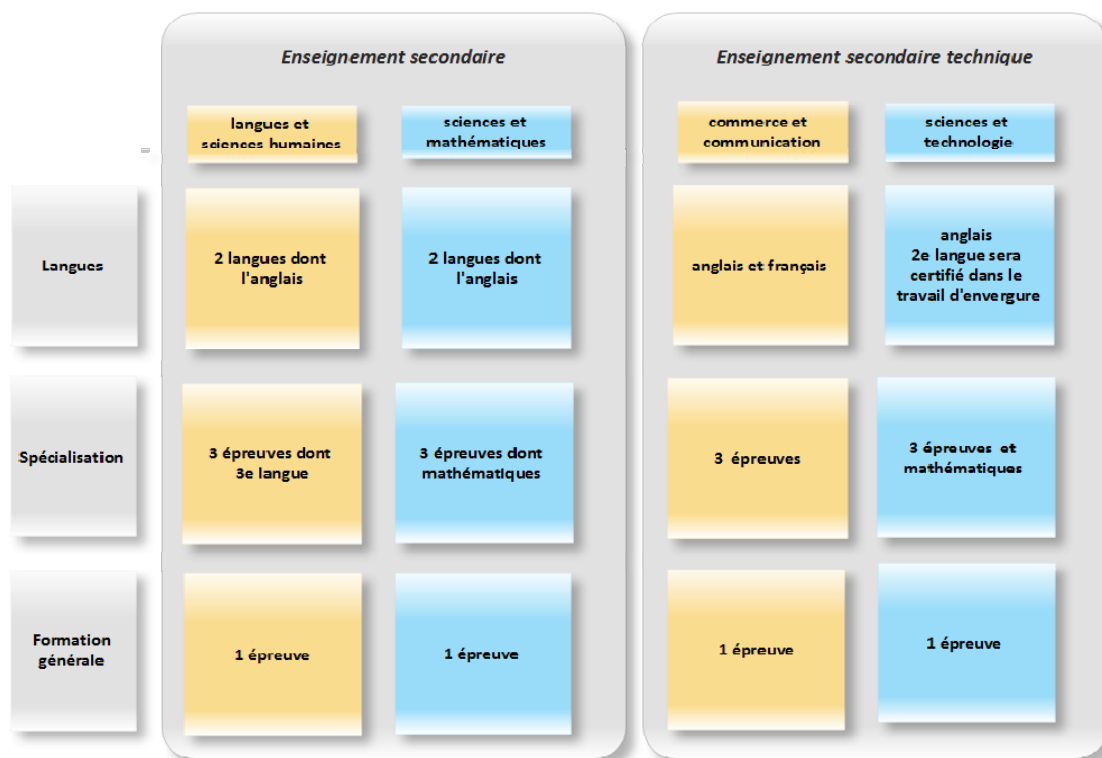 Enseignement secondaire
Enseignement secondaire technique
langues et
sciences humaines
sciences et
mathématiques
commerce et
communication
sciences et
technologie
Langues
2 langues dont
l'anglais
2 langues dont
l'anglais
anglais et français
anglais
2e langue sera
certifié dans le
travail d'envergure
Spécialisation
3 épreuves dont
3e langue
3 épreuves dont
mathématiques
3 épreuves
3 épreuves et
mathématiques
Formation
générale
1 épreuve
1 épreuve
1 épreuve
1 épreuve